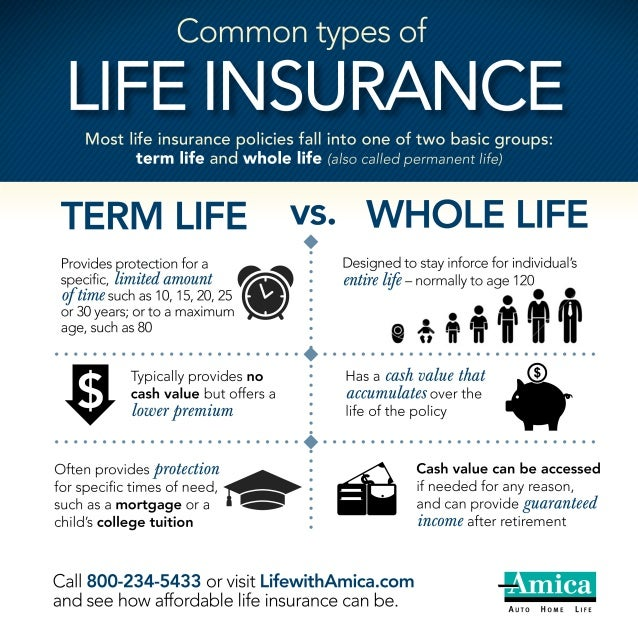 Common types of
LIFE INSURANCE
Most life insurance policies fall into one of two basic groups:
term life and whole life (also called permanent life)
TERM LIFE vs. WHOLE LIFE
Provides protection for a
specific, limited amount
of time such as 10, 15, 20, 25
or 30 years; or to a maximum
age, such as 80
Designed to stay inforce for individual's
entire life – normally to age 120
$
Typically provides no
cash value but offers a
lower premium
Has a cash value that
accumulates over the
life of the policy
$
Often provides protection
for specific times of need,
such as a mortgage or a
child's college tuition
Cash value can be accessed
if needed for any reason,
and can provide guaranteed
income after retirement
Call 800-234-5433 or visit LifewithAmica.com
and see how affordable life insurance can be.
Amica
AUTO HOME LIFE